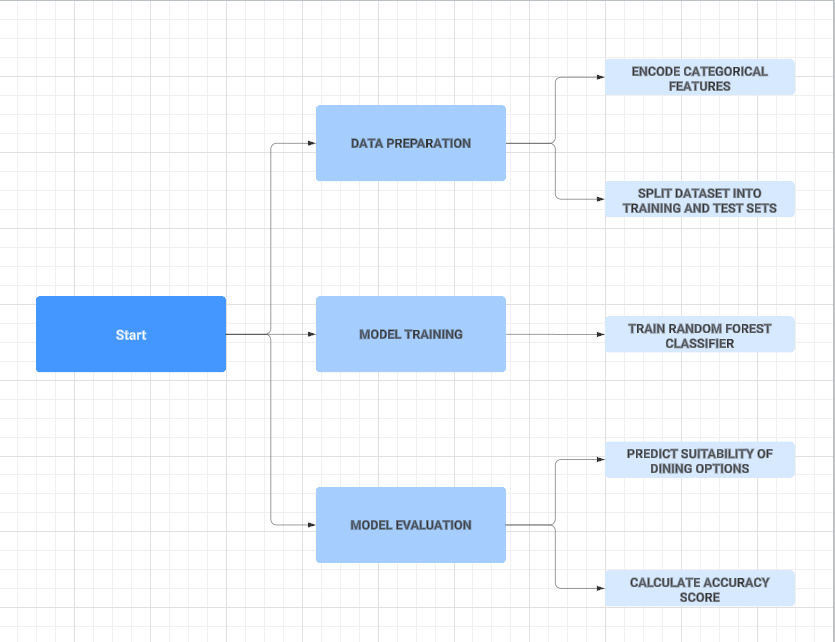 ENCODE CATEGORICAL
FEATURES
DATA PREPARATION
SPLIT DATASET INTO
TRAINING AND TEST SETS
Start
MODEL TRAINING
TRAIN RANDOM FOREST
CLASSIFIER
PREDICT SUITABILITY OF
DINING OPTIONS
MODEL EVALUATION
CALCULATE ACCURACY
SCORE